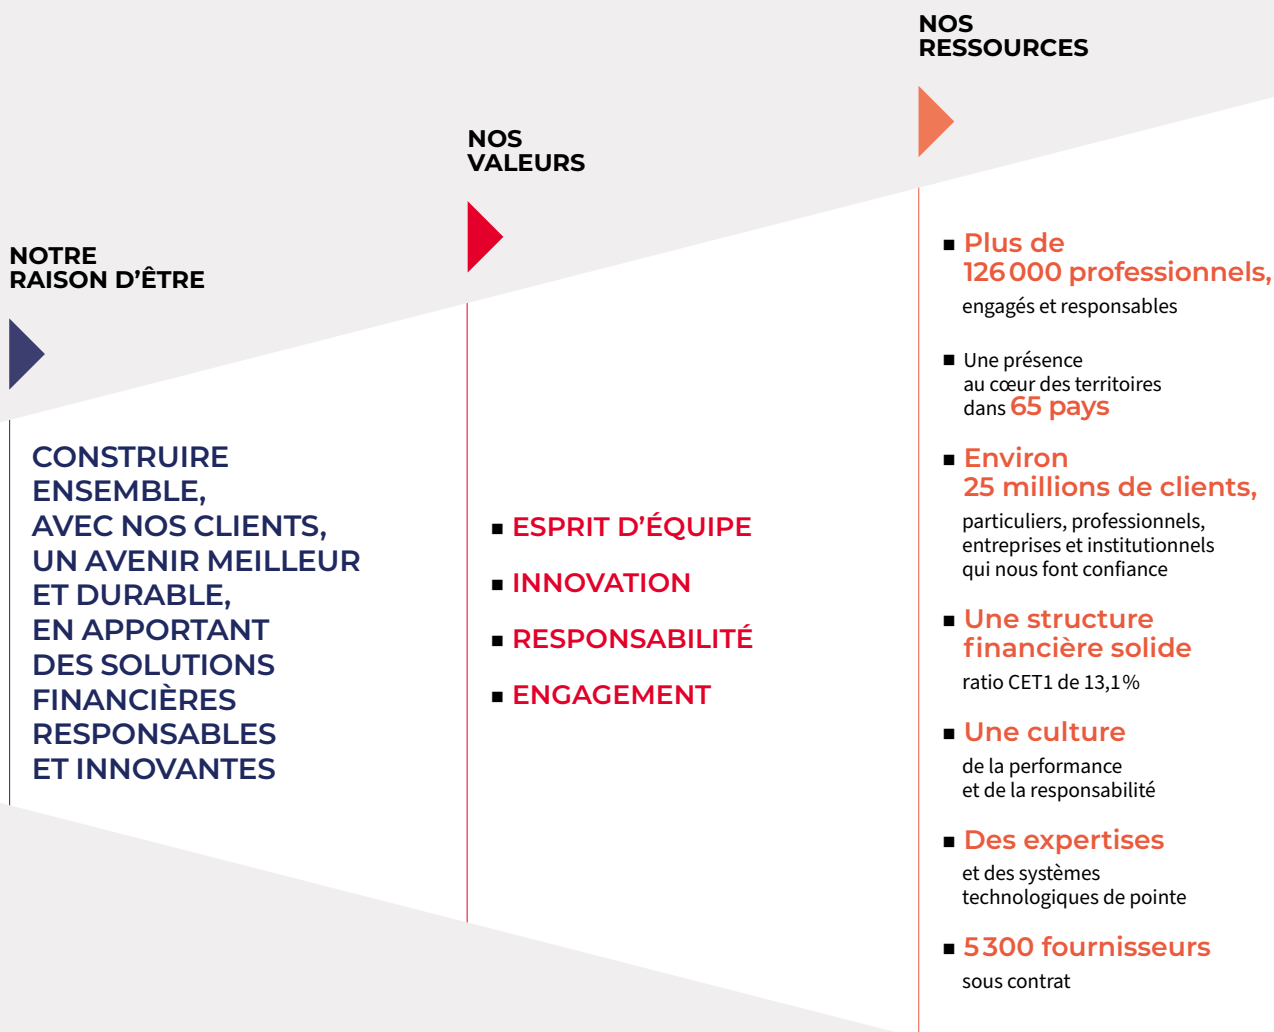 NOTRE
RAISON D’ÊTRE
CONSTRUIRE
ENSEMBLE,
AVEC NOS CLIENTS,
UN AVENIR MEILLEUR
ET DURABLE,
EN APPORTANT
DES SOLUTIONS
FINANCIÈRES
RESPONSABLES
ET INNOVANTES
NOS
VALEURS
■ ESPRIT D’ÉQUIPE
■ INNOVATION
■ RESPONSABILITÉ
■ ENGAGEMENT
NOS
RESSOURCES
■ Plus de
126 000 professionnels,
engagés et responsables
■ Une présence
au cœur des territoires
dans 65 pays
■ Environ
25 millions de clients,
particuliers, professionnels,
entreprises et institutionnels
qui nous font confiance
■ Une structure
financière solide
ratio CET1 de 13,1 %
■ Une culture
de la performance
et de la responsabilité
■ Des expertises
et des systèmes
technologiques de pointe
■ 5 300 fournisseurs
sous contrat